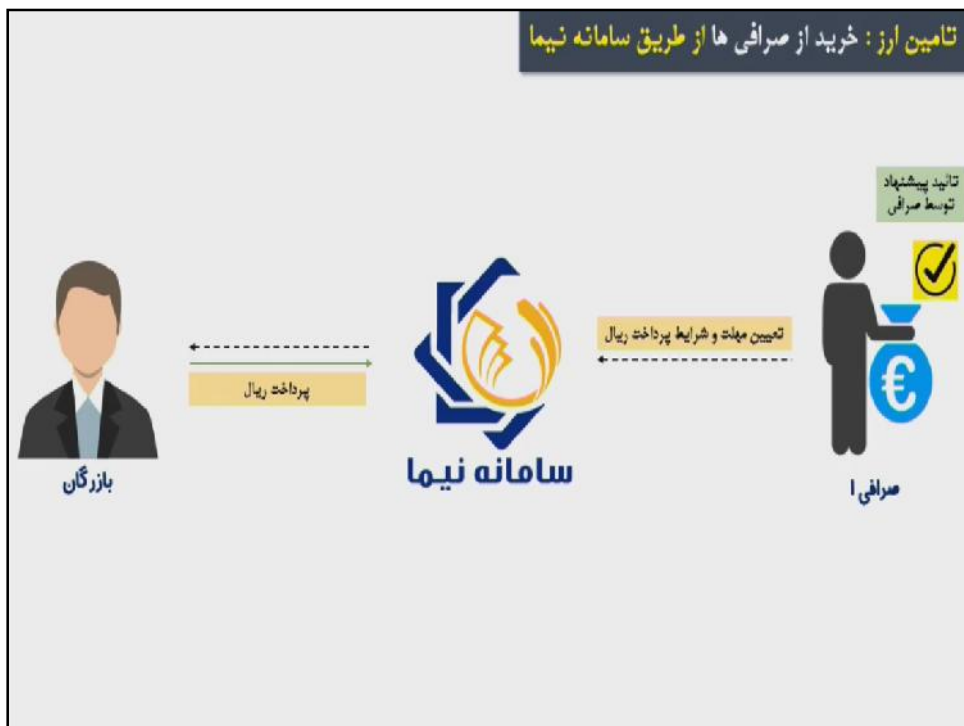 تامین ارز : خرید از صرافی ها از طریق سامانه نیما
تائید پیشنهاد
توسط صرافی
تعیین مهلت و شرایط پرداخت ریال
پرداخت ریال
سامانه نیما
بازرگان
صرافی ۱